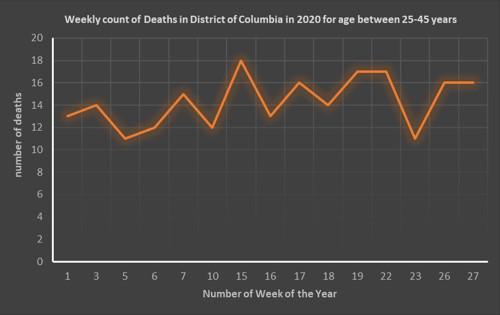 Weekly count of Deaths in District of Columbia in 2020 for age between 25-45 years
number of deaths
20
18
16
14
12
10
8
6
4
2
0
1 3 5 6 7 10 15 16 17 18 19 22 23 26 27
Number of Week of the Year